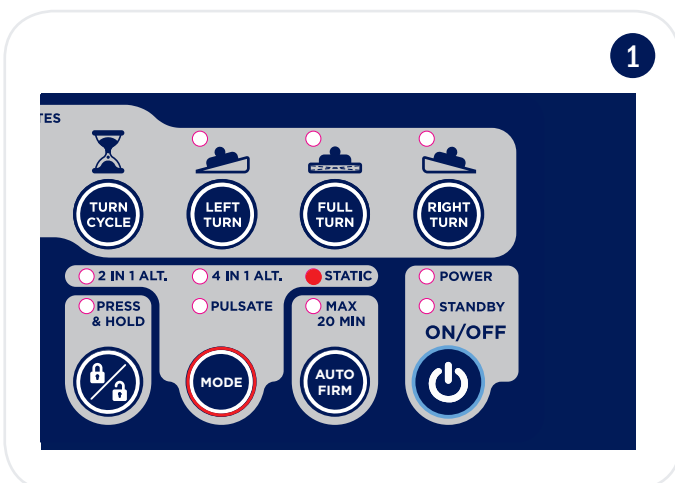 1
TES
TURN
CYCLE
LEFT
TURN
FULL
TURN
RIGHT
TURN
2 IN 1 ALT.
4 IN 1 ALT.
STATIC
POWER
PRESS
& HOLD
PULSATE
MAX
20 MIN
STANDBY
ON/OFF
MODE
AUTO
FIRM